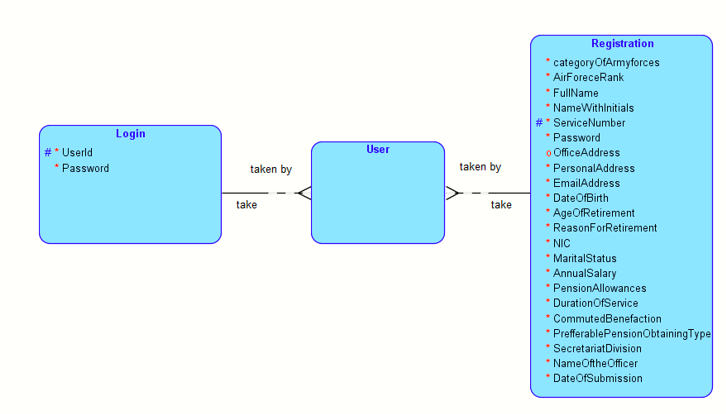 Login
# * UserId
* Password
taken by
take
User
taken by
take
Registration
* categoryOfArmyforces
* AirForeceRank
* FullName
* NameWithInitials
# * ServiceNumber
* Password
o OfficeAddress
* PersonalAddress
* EmailAddress
* DateOfBirth
* AgeOfRetirement
* ReasonForRetirement
* NIC
* MaritalStatus
* AnnualSalary
* PensionAllowances
* DurationOfService
* CommutedBenefaction
* PrefferablePensionObtainingType
* SecretariatDivision
* NameOftheOfficer
* DateOfSubmission